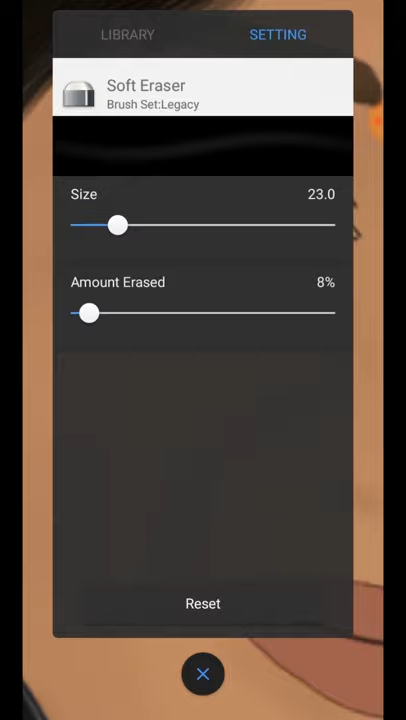 LIBRARY SETTING
Soft Eraser
Brush Set:Legacy
Size 23.0
Amount Erased 8%
Reset